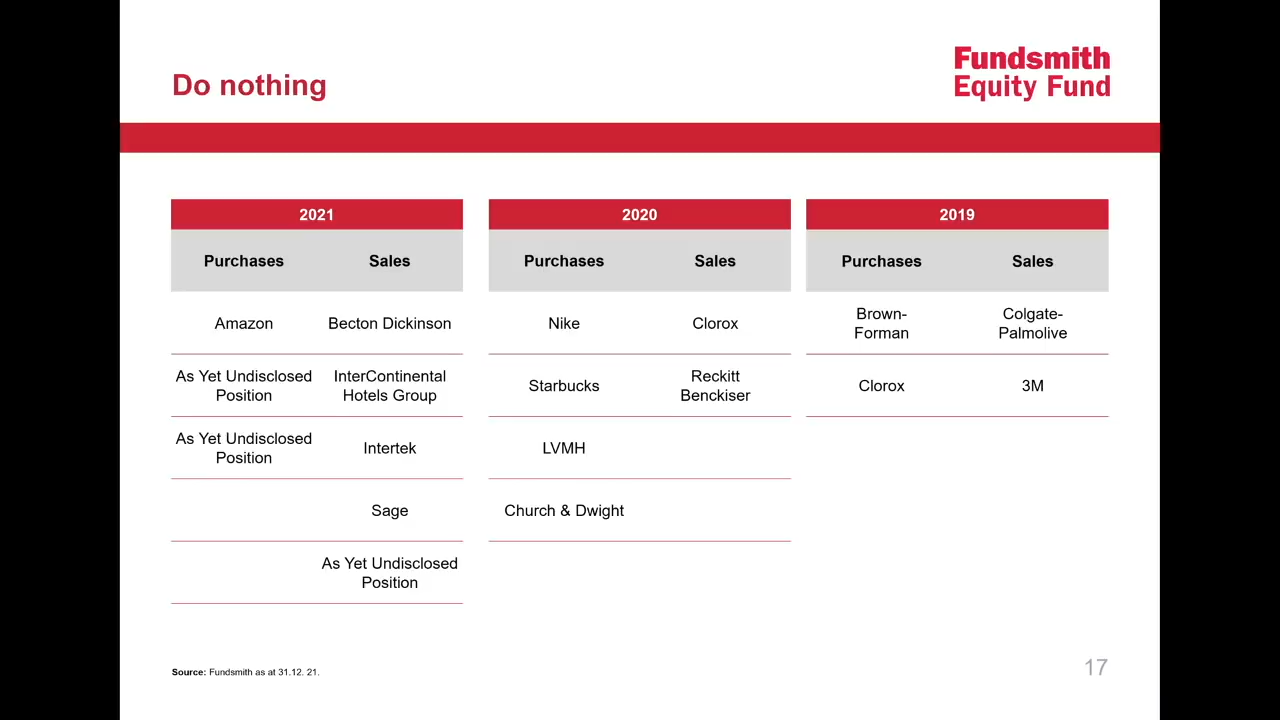 Do nothing
Fundsmith
Equity Fund
2021
Purchases
Sales
Amazon
Becton Dickinson
As Yet Undisclosed
Position
InterContinental
Hotels Group
As Yet Undisclosed
Position
Intertek
Sage
As Yet Undisclosed
Position
2020
Purchases
Sales
Nike
Clorox
Starbucks
Reckitt
Benckiser
LVMH
Church & Dwight
2019
Purchases
Sales
Brown-
Forman
Colgate-
Palmolive
Clorox
3M
Source: Fundsmith as at 31.12. 21.
17